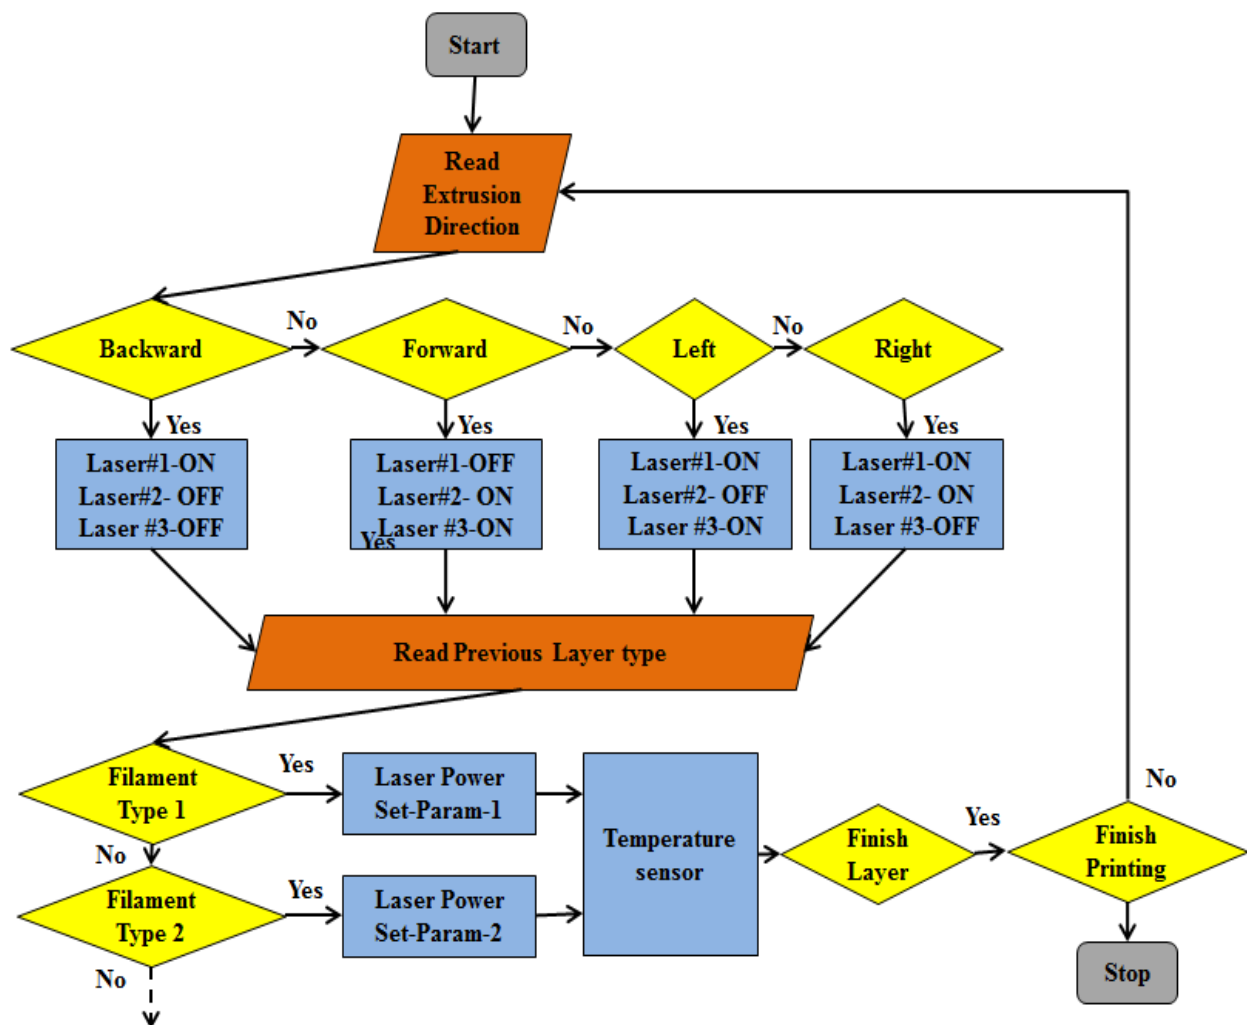 Start
Read
Extrusion
Direction
No
No
No
Backward
Forward
Left
Right
Yes
Yes
Yes
Yes
Laser#1-ON
Laser#2- OFF
Laser #3-OFF
Laser#1-OFF
Laser#2- ON
Laser #3-ON
Yes
Laser#1-ON
Laser#2- OFF
Laser #3-ON
Laser#1-ON
Laser#2- ON
Laser #3-OFF
Read Previous Layer type
Filament
Type 1
Yes
Laser Power
Set-Param-1
No
Filament
Type 2
Yes
Laser Power
Set-Param-2
No
Temperature
sensor
Finish
Layer
Yes
Finish
Printing
No
Stop